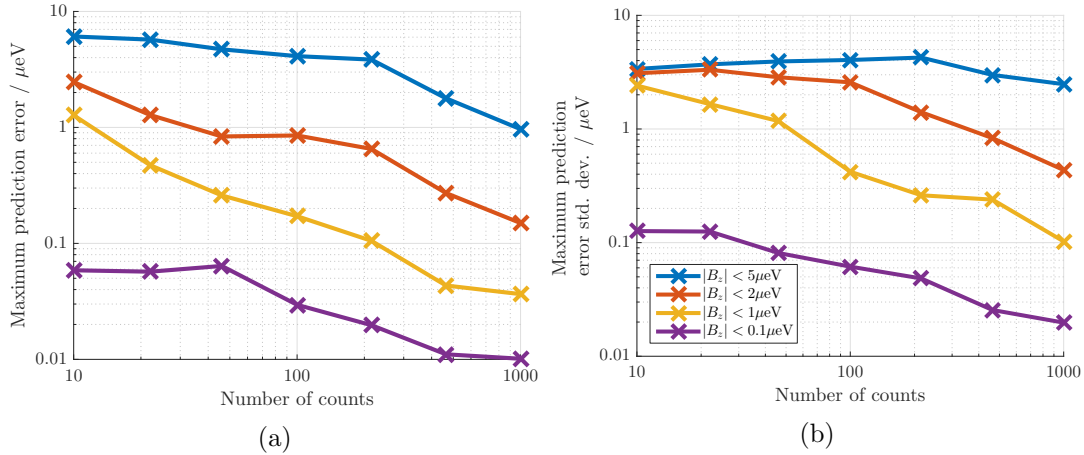 10
1
0.1
0.01
Maximum prediction error / μeV
10
100
1000
Number of counts
(a)
10
1
0.1
0.01
Maximum prediction
error std. dev. / μeV
|B_z| < 5μeV
|B_z| < 2μeV
|B_z| < 1μeV
|B_z| < 0.1μeV
10
100
1000
Number of counts
(b)